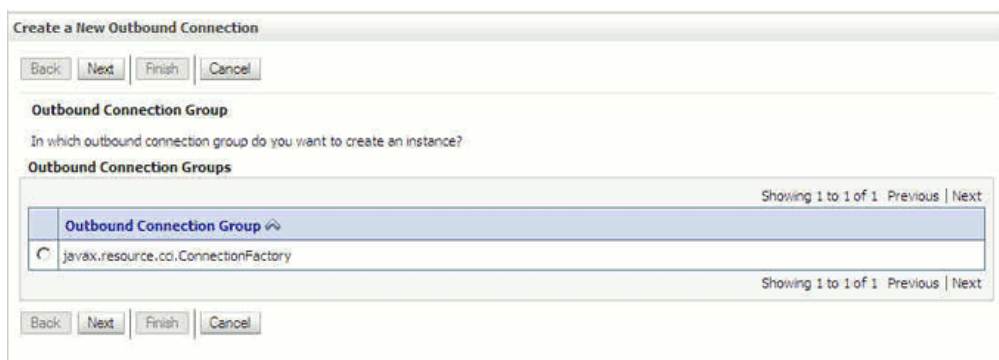 Create a New Outbound Connection
Back Next Finish Cancel
Outbound Connection Group
In which outbound connection group do you want to create an instance?
Outbound Connection Groups
Showing 1 to 1 of 1 Previous | Next
Outbound Connection Group
javax.resource.cci.ConnectionFactory
Showing 1 to 1 of 1 Previous | Next
Back Next Finish Cancel